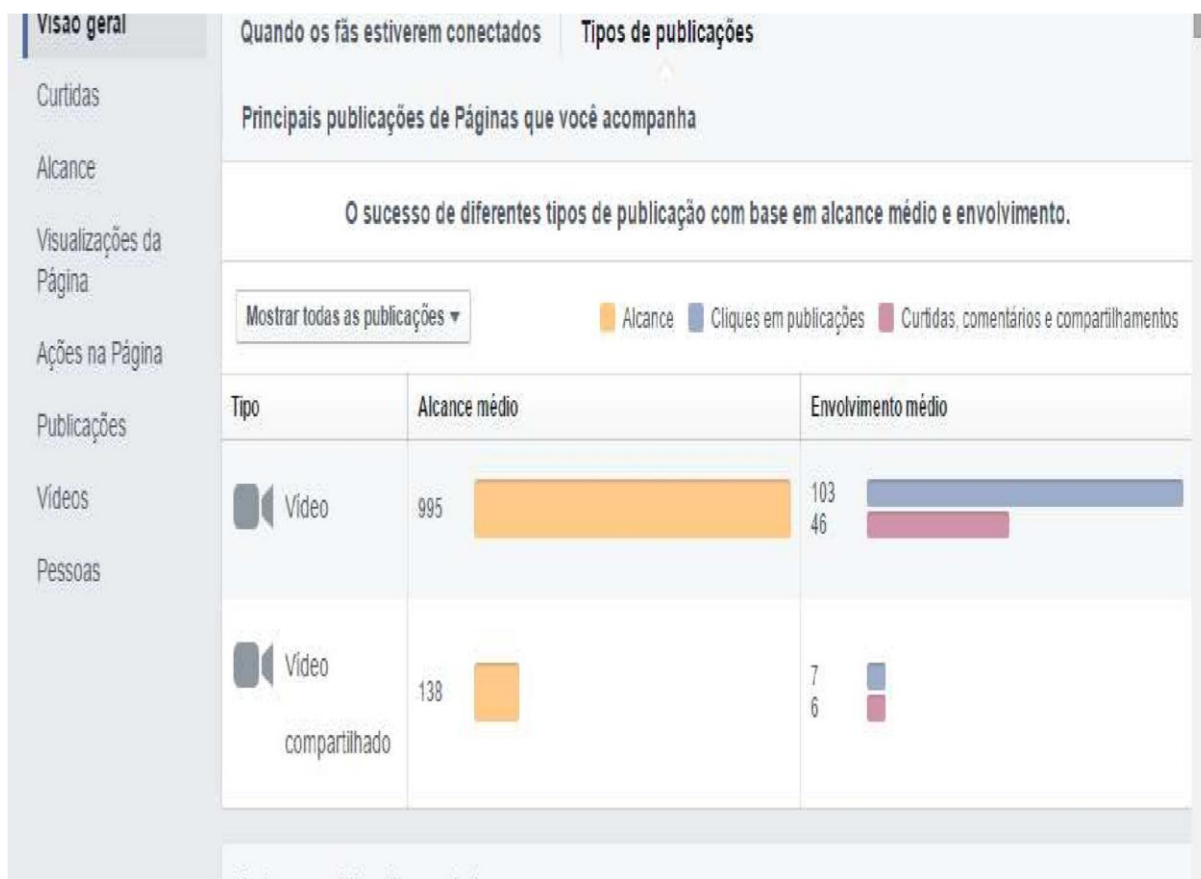 Visão geral
Curtidas
Alcance
Visualizações da
Página
Ações na Página
Publicações
Vídeos
Pessoas
Quando os fãs estiverem conectados
Tipos de publicações
Principais publicações de Páginas que você acompanha
O sucesso de diferentes tipos de publicação com base em alcance médio e envolvimento.
Mostrar todas as publicações
Alcance
Cliques em publicações
Curtidas, comentários e compartilhamentos
Tipo
Alcance médio
Envolvimento médio
Vídeo
995
103
46
Vídeo
compartilhado
138
7
6